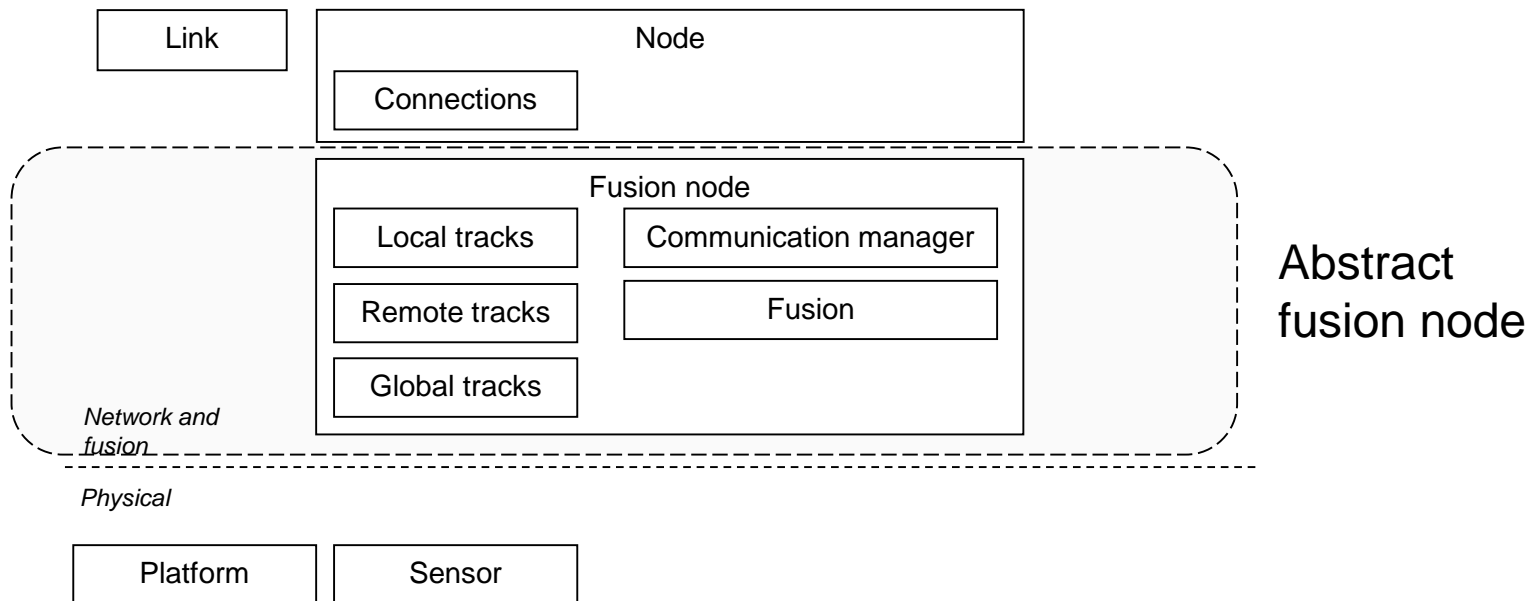 Link
Node
Connections
Fusion node
Local tracks
Communication manager
Remote tracks
Fusion
Global tracks
Abstract
fusion node
Network and
fusion
Physical
Platform
Sensor